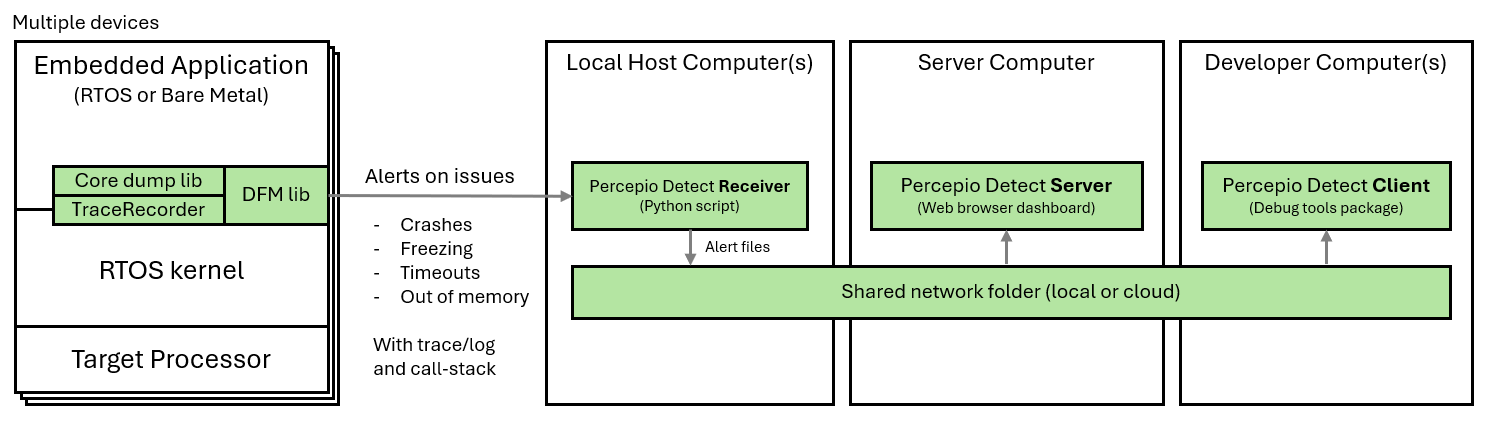 Multiple devices
Embedded Application
(RTOS or Bare Metal)
Core dump lib
TraceRecorder
DFM lib
RTOS kernel
Target Processor
Alerts on issues
- Crashes
- Freezing
- Timeouts
- Out of memory
With trace/log
and call-stack
Local Host Computer(s)
Percepio Detect Receiver
(Python script)
Alert files
Server Computer
Percepio Detect Server
(Web browser dashboard)
Developer Computer(s)
Percepio Detect Client
(Debug tools package)
Shared network folder (local or cloud)